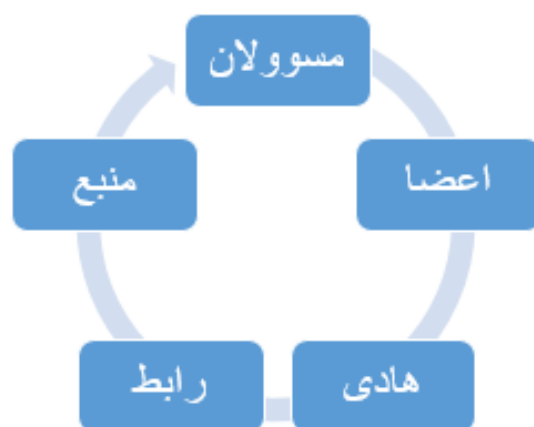 مسوولان
اعضا
هادی
رابط
منبع